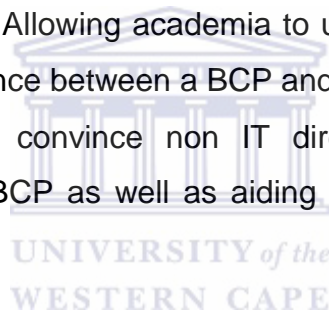 Allowing academia to u
nce between a BCP and
convince non IT dir
BCP as well as aiding
UNIVERSITY of the
WESTERN CAPE